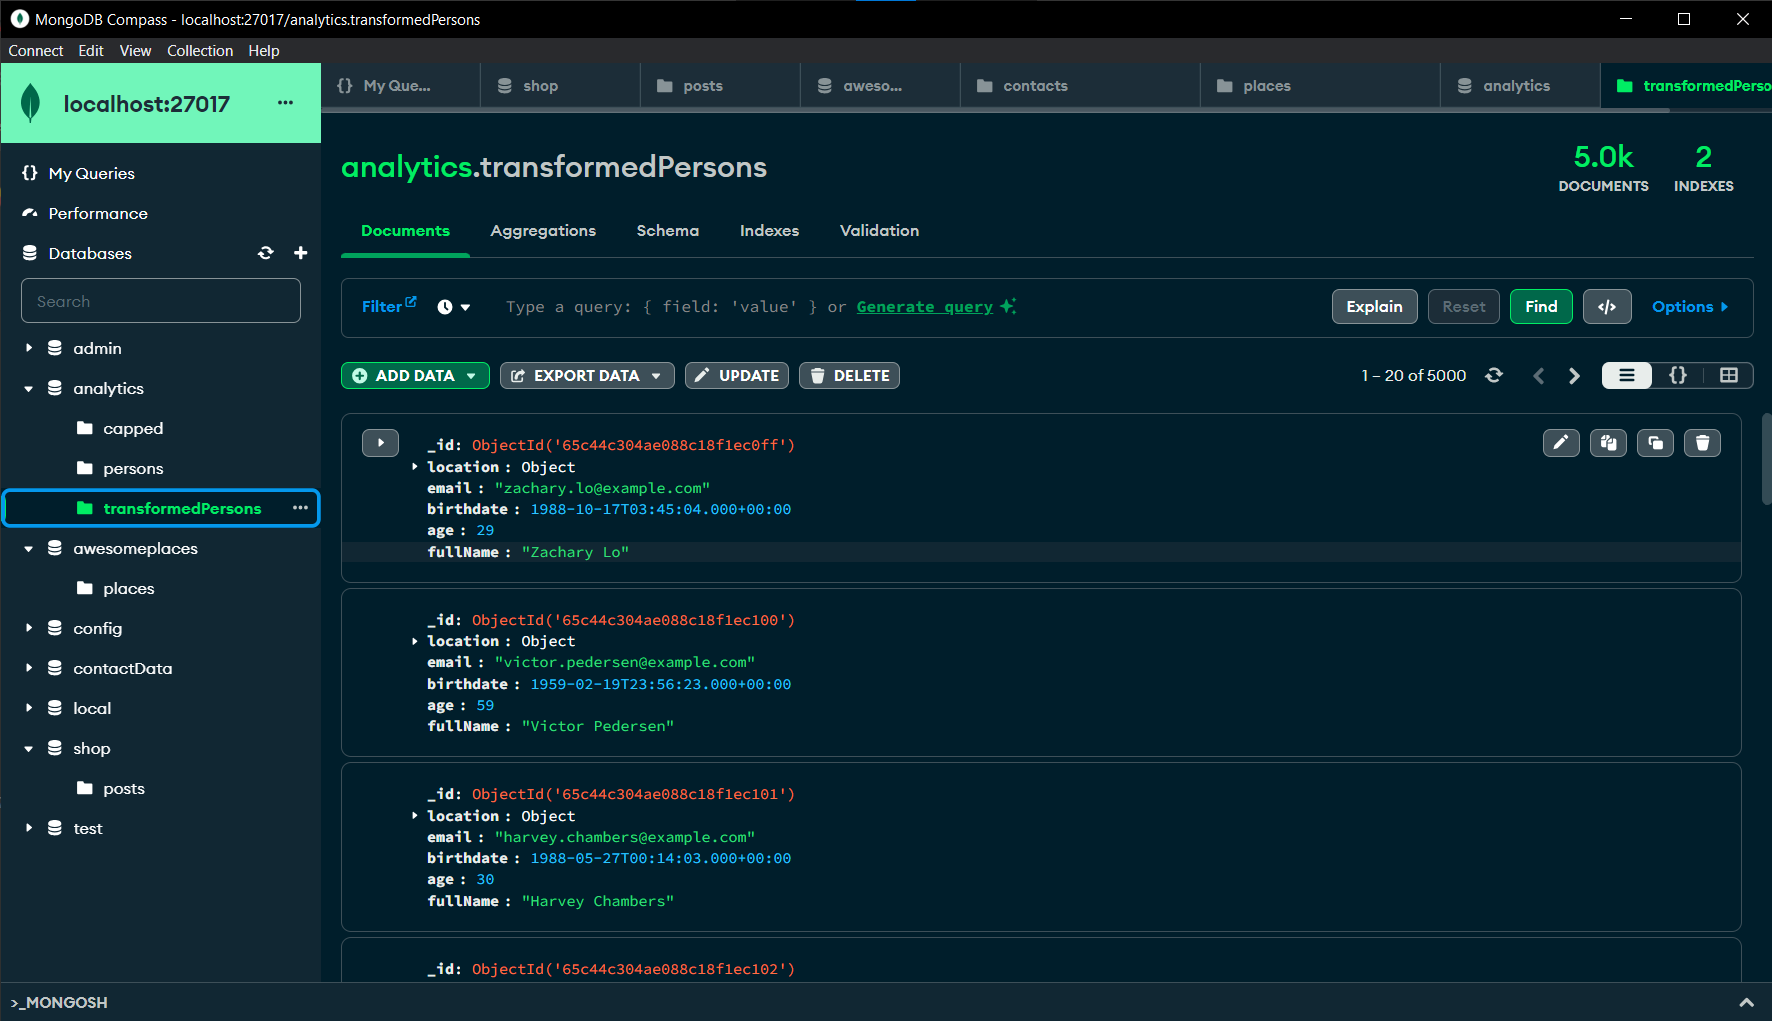 MongoDB Compass - localhost:27017/analytics.transformedPersons
Connect Edit View Collection Help
localhost:27017 ...
{} My Que... shop posts aweso... contacts places analytics transformedPerso
My Queries
Performance
Databases
Search
admin
analytics
capped
persons
transformedPersons ...
awesomeplaces
places
config
contactData
local
shop
posts
test
analytics.transformedPersons
5.0k
DOCUMENTS
2
INDEXES
Documents Aggregations Schema Indexes Validation
Filter Type a query: { field: 'value' } or Generate query Explain Reset Find </> Options
ADD DATA EXPORT DATA UPDATE DELETE 1 – 20 of 5000 {}
_id: ObjectId('65c44c304ae088c18f1ec0ff')
location : Object
email : "zachary.lo@example.com"
birthdate : 1988-10-17T03:45:04.000+00:00
age : 29
fullName : "Zachary Lo"
_id: ObjectId('65c44c304ae088c18f1ec100')
location : Object
email : "victor.pedersen@example.com"
birthdate : 1959-02-19T23:56:23.000+00:00
age : 59
fullName : "Victor Pedersen"
_id: ObjectId('65c44c304ae088c18f1ec101')
location : Object
email : "harvey.chambers@example.com"
birthdate : 1988-05-27T00:14:03.000+00:00
age : 30
fullName : "Harvey Chambers"
_id: ObjectId('65c44c304ae088c18f1ec102')
>_MONGOSH